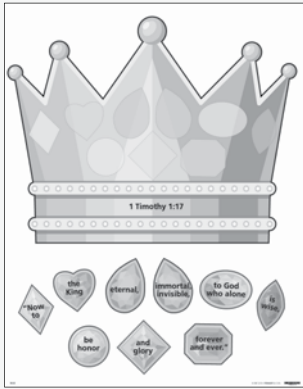 1 Timothy 1:17
"Now
to
the
King
eternal,
immortal,
invisible,
to God
who alone
is
wise,
be
honor
and
glory
forever
and ever."